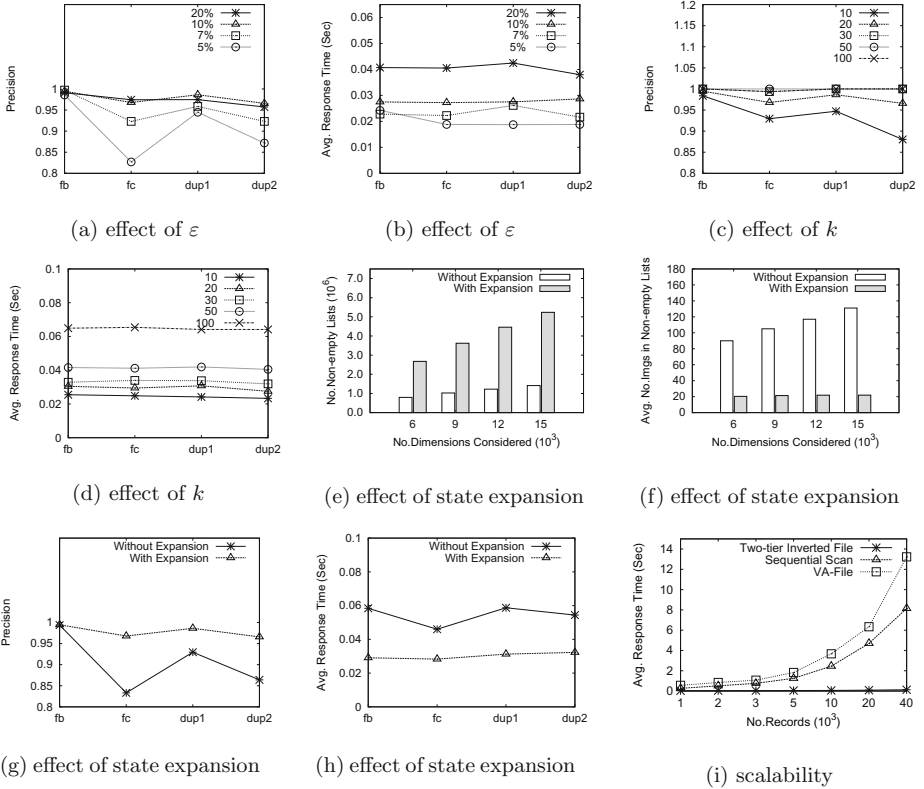 Precision
1
0.95
0.9
0.85
0.8
20%
10%
7%
5%
fb fc dup1 dup2
(a) effect of ε
Avg. Response Time (Sec)
0.06
0.05
0.04
0.03
0.02
0.01
0
20%
10%
7%
5%
fb fc dup1 dup2
(b) effect of ε
Precision
1.2
1.15
1.1
1.05
1
0.95
0.9
0.85
0.8
10
20
30
50
100
fb fc dup1 dup2
(c) effect of k
Avg. Response Time (Sec)
0.1
0.08
0.06
0.04
0.02
0
10
20
30
50
100
fb fc dup1 dup2
(d) effect of k
No.Non-empty Lists (10⁶)
7.0
6.0
5.0
4.0
3.0
2.0
1.0
0.0
Without Expansion
With Expansion
6 9 12 15
No.Dimensions Considered (10³)
(e) effect of state expansion
Avg. No.Imgs in Non-empty Lists
180
160
140
120
100
80
60
40
20
0
Without Expansion
With Expansion
6 9 12 15
No.Dimensions Considered (10³)
(f) effect of state expansion
Precision
1
0.95
0.9
0.85
0.8
Without Expansion
With Expansion
fb fc dup1 dup2
(g) effect of state expansion
Avg. Response Time (Sec)
0.1
0.08
0.06
0.04
0.02
0
Without Expansion
With Expansion
fb fc dup1 dup2
(h) effect of state expansion
Avg. Response Time (Sec)
14
12
10
8
6
4
2
0
Two-tier Inverted File
Sequential Scan
VA-File
1 2 3 5 10 20 40
No.Records (10³)
(i) scalability